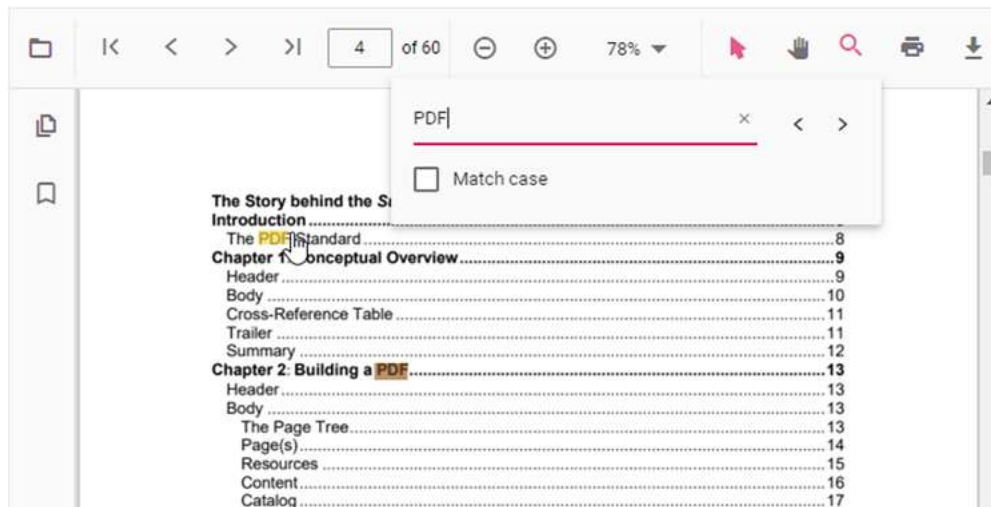 4 of 60 78%
PDF
Match case
The Story behind the
Introduction
The PDF Standard 8
Chapter 1: Conceptual Overview 9
Header 9
Body 10
Cross-Reference Table 11
Trailer 11
Summary 12
Chapter 2: Building a PDF 13
Header 13
Body 13
The Page Tree 13
Page(s) 14
Resources 15
Content 16
Catalog 17